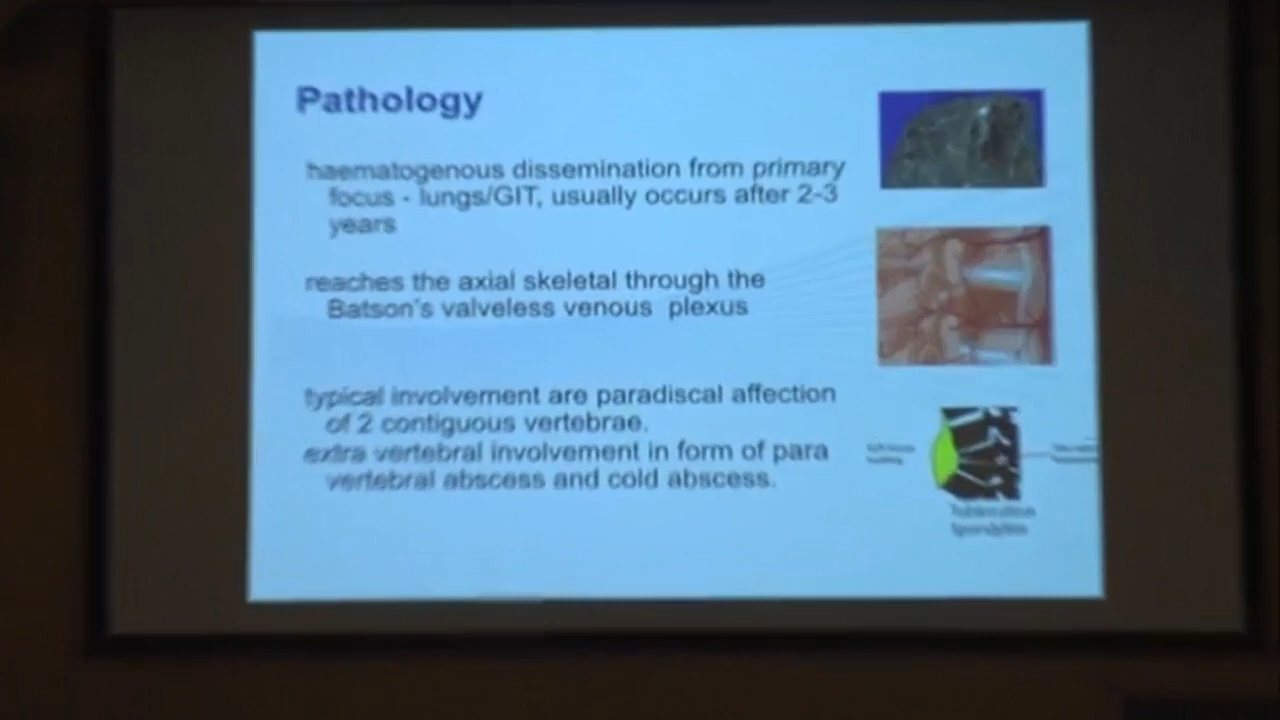 Pathology
haematogenous dissemination from primary
focus - lungs/GIT, usually occurs after 2-3
years
reaches the axial skeletal through the
Batson's valveless venous plexus
typical involvement are paradiscal affection
of 2 contiguous vertebrae.
extra vertebral involvement in form of para
vertebral abscess and cold abscess.